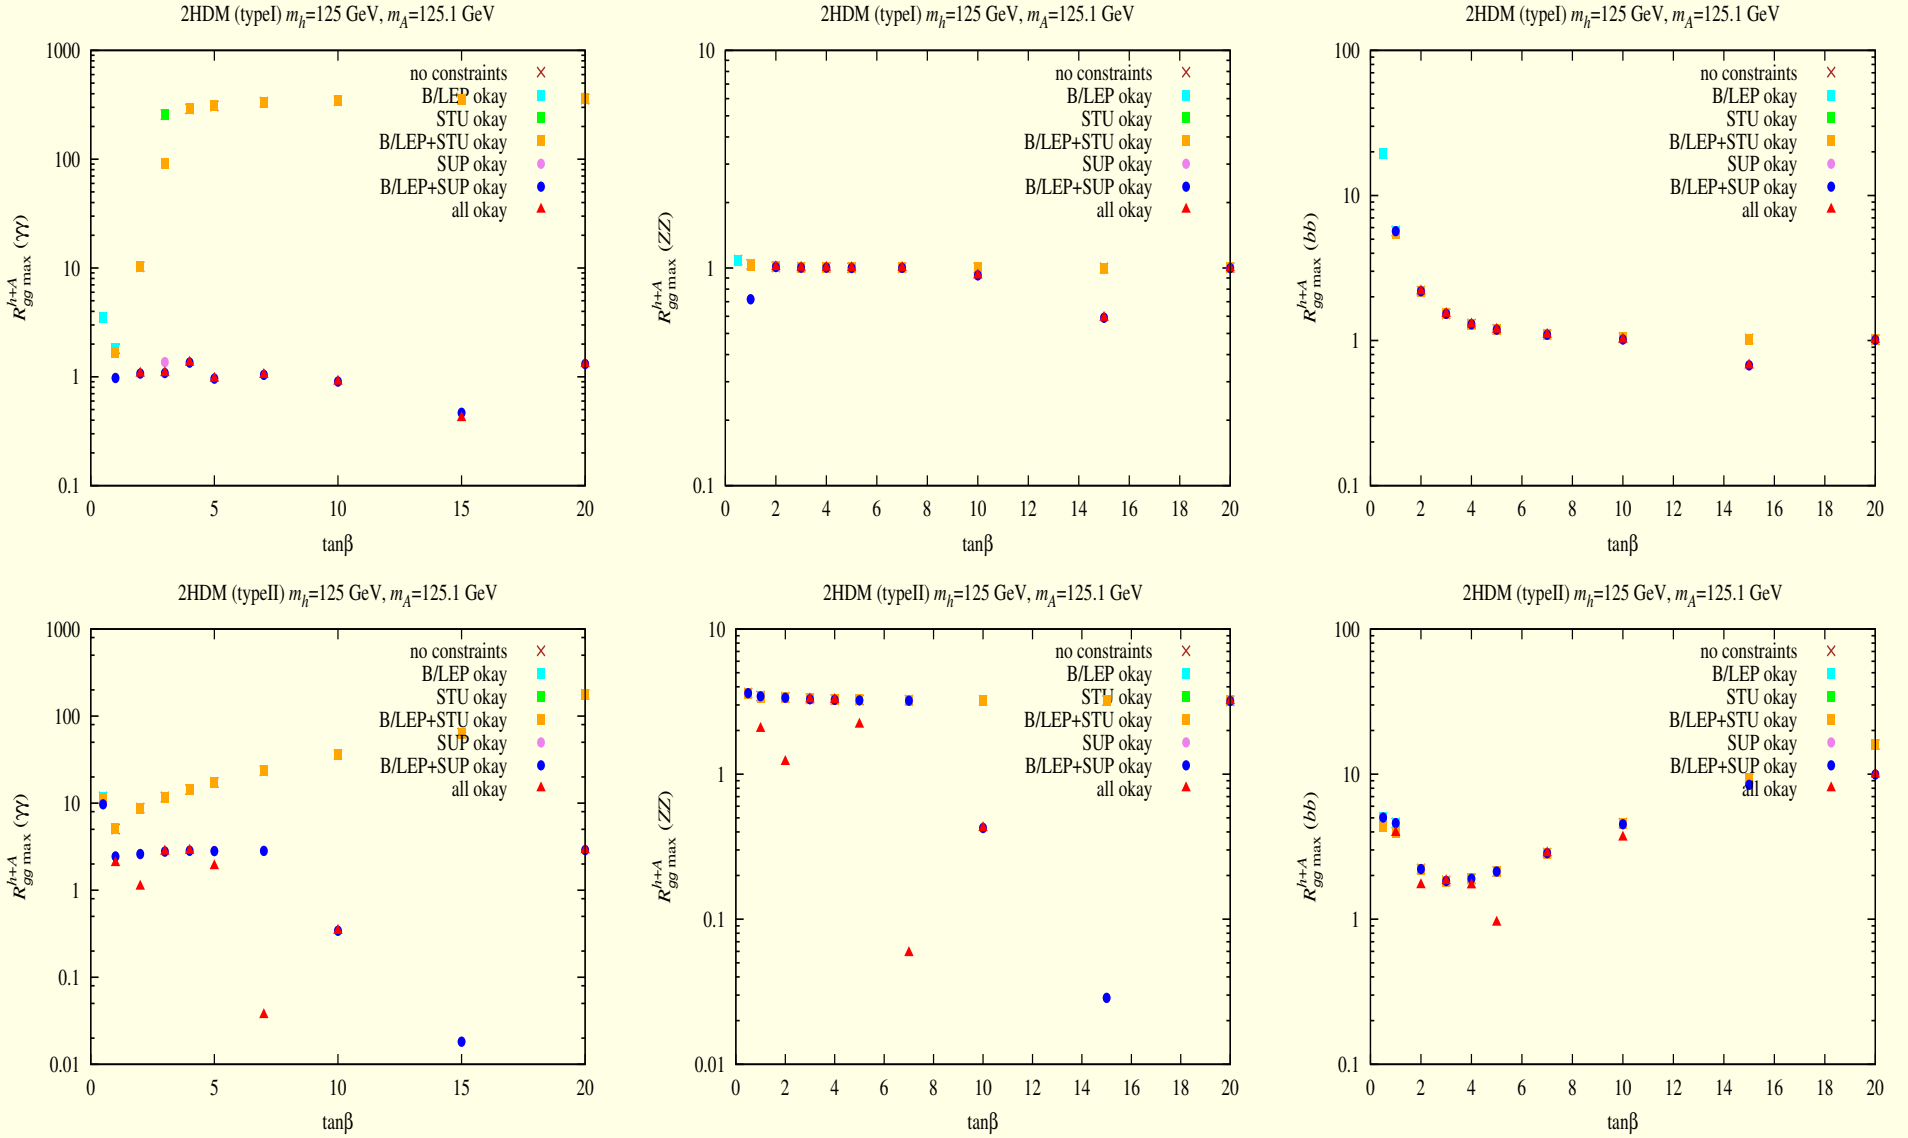 2HDM (typeI) m_h=125 GeV, m_A=125.1 GeV
1000
100
10
1
0.1
no constraints
B/LEP okay
STU okay
B/LEP+STU okay
SUP okay
B/LEP+SUP okay
all okay
R^{h+A}_{gg max} (γγ)
0 5 10 15 20
tanβ
2HDM (typeI) m_h=125 GeV, m_A=125.1 GeV
10
1
0.1
no constraints
B/LEP okay
STU okay
B/LEP+STU okay
SUP okay
B/LEP+SUP okay
all okay
R^{h+A}_{gg max} (ZZ)
0 2 4 6 8 10 12 14 16 18 20
tanβ
2HDM (typeI) m_h=125 GeV, m_A=125.1 GeV
100
10
1
0.1
no constraints
B/LEP okay
STU okay
B/LEP+STU okay
SUP okay
B/LEP+SUP okay
all okay
R^{h+A}_{gg max} (bb)
0 2 4 6 8 10 12 14 16 18 20
tanβ
2HDM (typeII) m_h=125 GeV, m_A=125.1 GeV
1000
100
10
1
0.1
0.01
no constraints
B/LEP okay
STU okay
B/LEP+STU okay
SUP okay
B/LEP+SUP okay
all okay
R^{h+A}_{gg max} (γγ)
0 5 10 15 20
tanβ
2HDM (typeII) m_h=125 GeV, m_A=125.1 GeV
10
1
0.1
0.01
no constraints
B/LEP okay
STU okay
B/LEP+STU okay
SUP okay
B/LEP+SUP okay
all okay
R^{h+A}_{gg max} (ZZ)
0 2 4 6 8 10 12 14 16 18 20
tanβ
2HDM (typeII) m_h=125 GeV, m_A=125.1 GeV
100
10
1
0.1
no constraints
B/LEP okay
STU okay
B/LEP+STU okay
SUP okay
B/LEP+SUP okay
all okay
R^{h+A}_{gg max} (bb)
0 2 4 6 8 10 12 14 16 18 20
tanβ